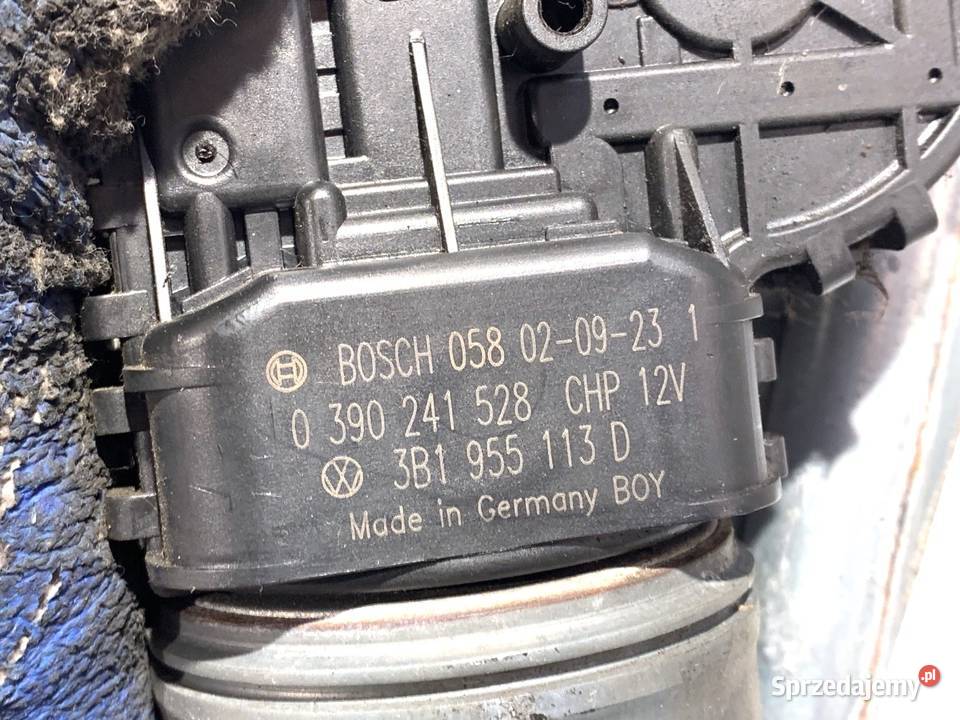 BOSCH 058 02-09-23 1
0 390 241 528 CHP 12V
3B1 955 113 D
Made in Germany BOY
Sprzedajemy.pl